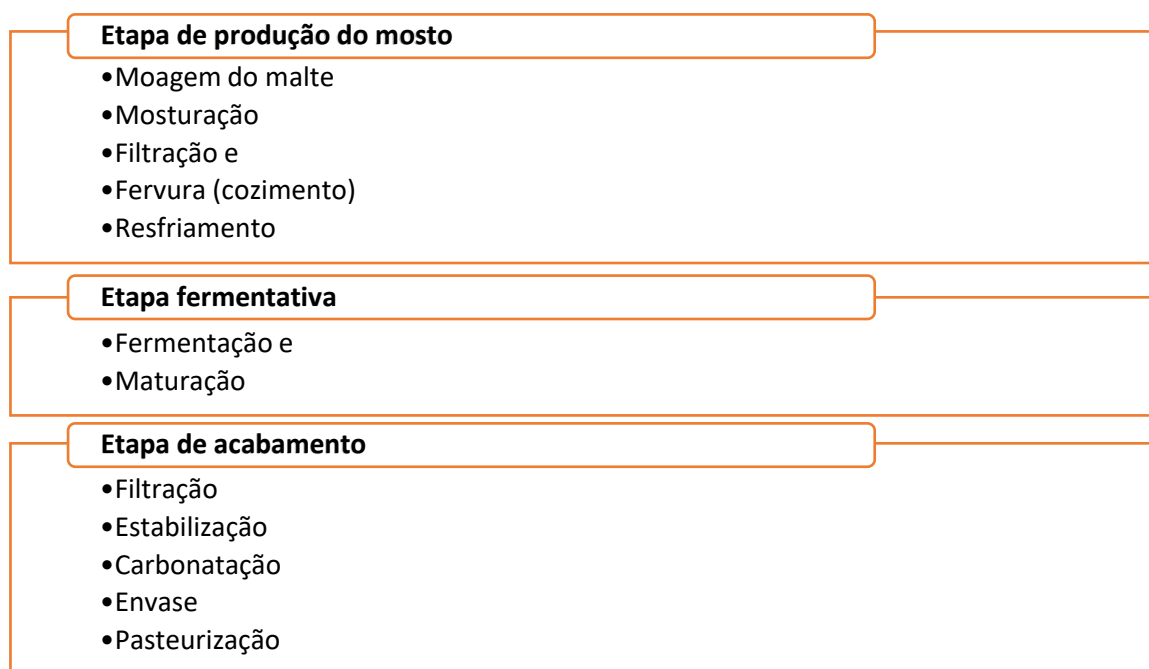 Etapa de produção do mosto
•Moagem do malte
•Mosturação
•Filtração e
•Fervura (cozimento)
•Resfriamento
Etapa fermentativa
•Fermentação e
•Maturação
Etapa de acabamento
•Filtração
•Estabilização
•Carbonatação
•Envase
•Pasteurização